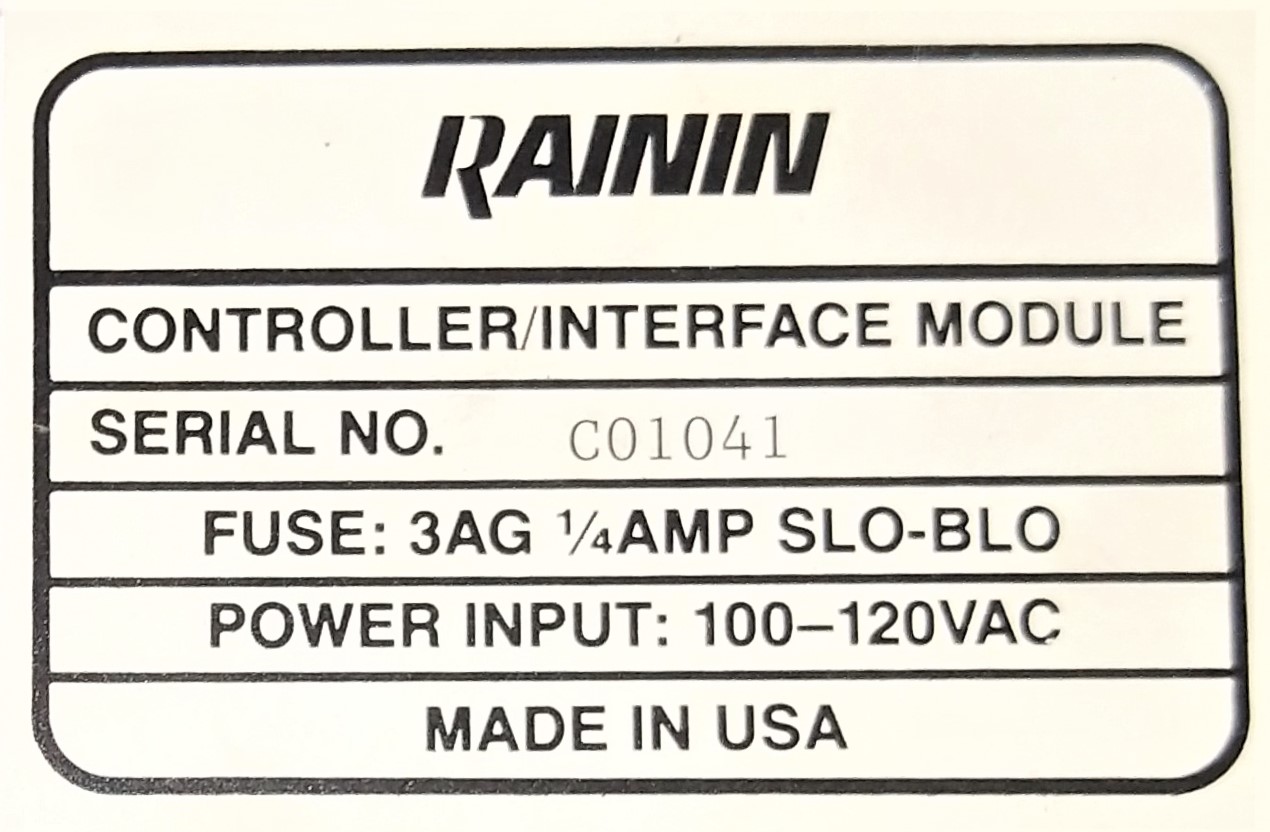 RAININ
CONTROLLER/INTERFACE MODULE
SERIAL NO. C01041
FUSE: 3AG ¼AMP SLO-BLO
POWER INPUT: 100–120VAC
MADE IN USA